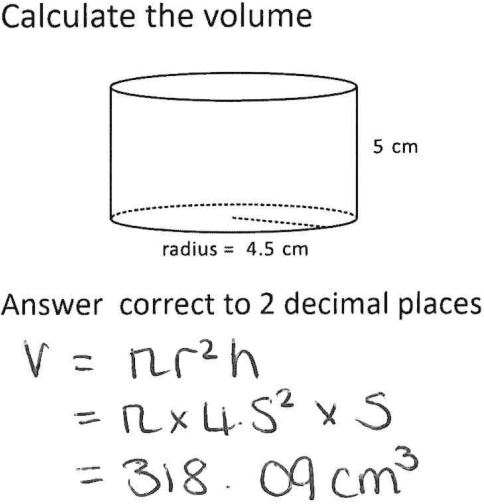 Calculate the volume
5 cm
radius = 4.5 cm
Answer correct to 2 decimal places
V = πr²h
= π × 4.5² × 5
= 318.09 cm³